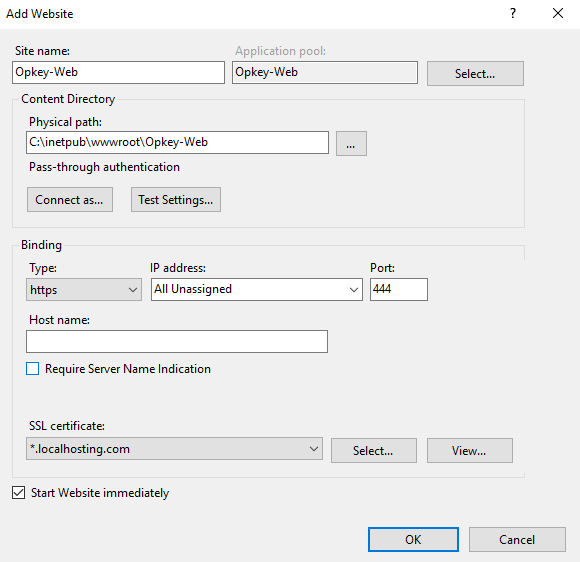 Add Website
?
Site name:
Application pool:
Opkey-Web
Opkey-Web
Select...
Content Directory
Physical path:
C:\inetpub\wwwroot\Opkey-Web
...
Pass-through authentication
Connect as...
Test Settings...
Binding
Type:
IP address:
Port:
https
All Unassigned
444
Host name:
Require Server Name Indication
SSL certificate:
*.localhosting.com
Select...
View...
Start Website immediately
OK
Cancel